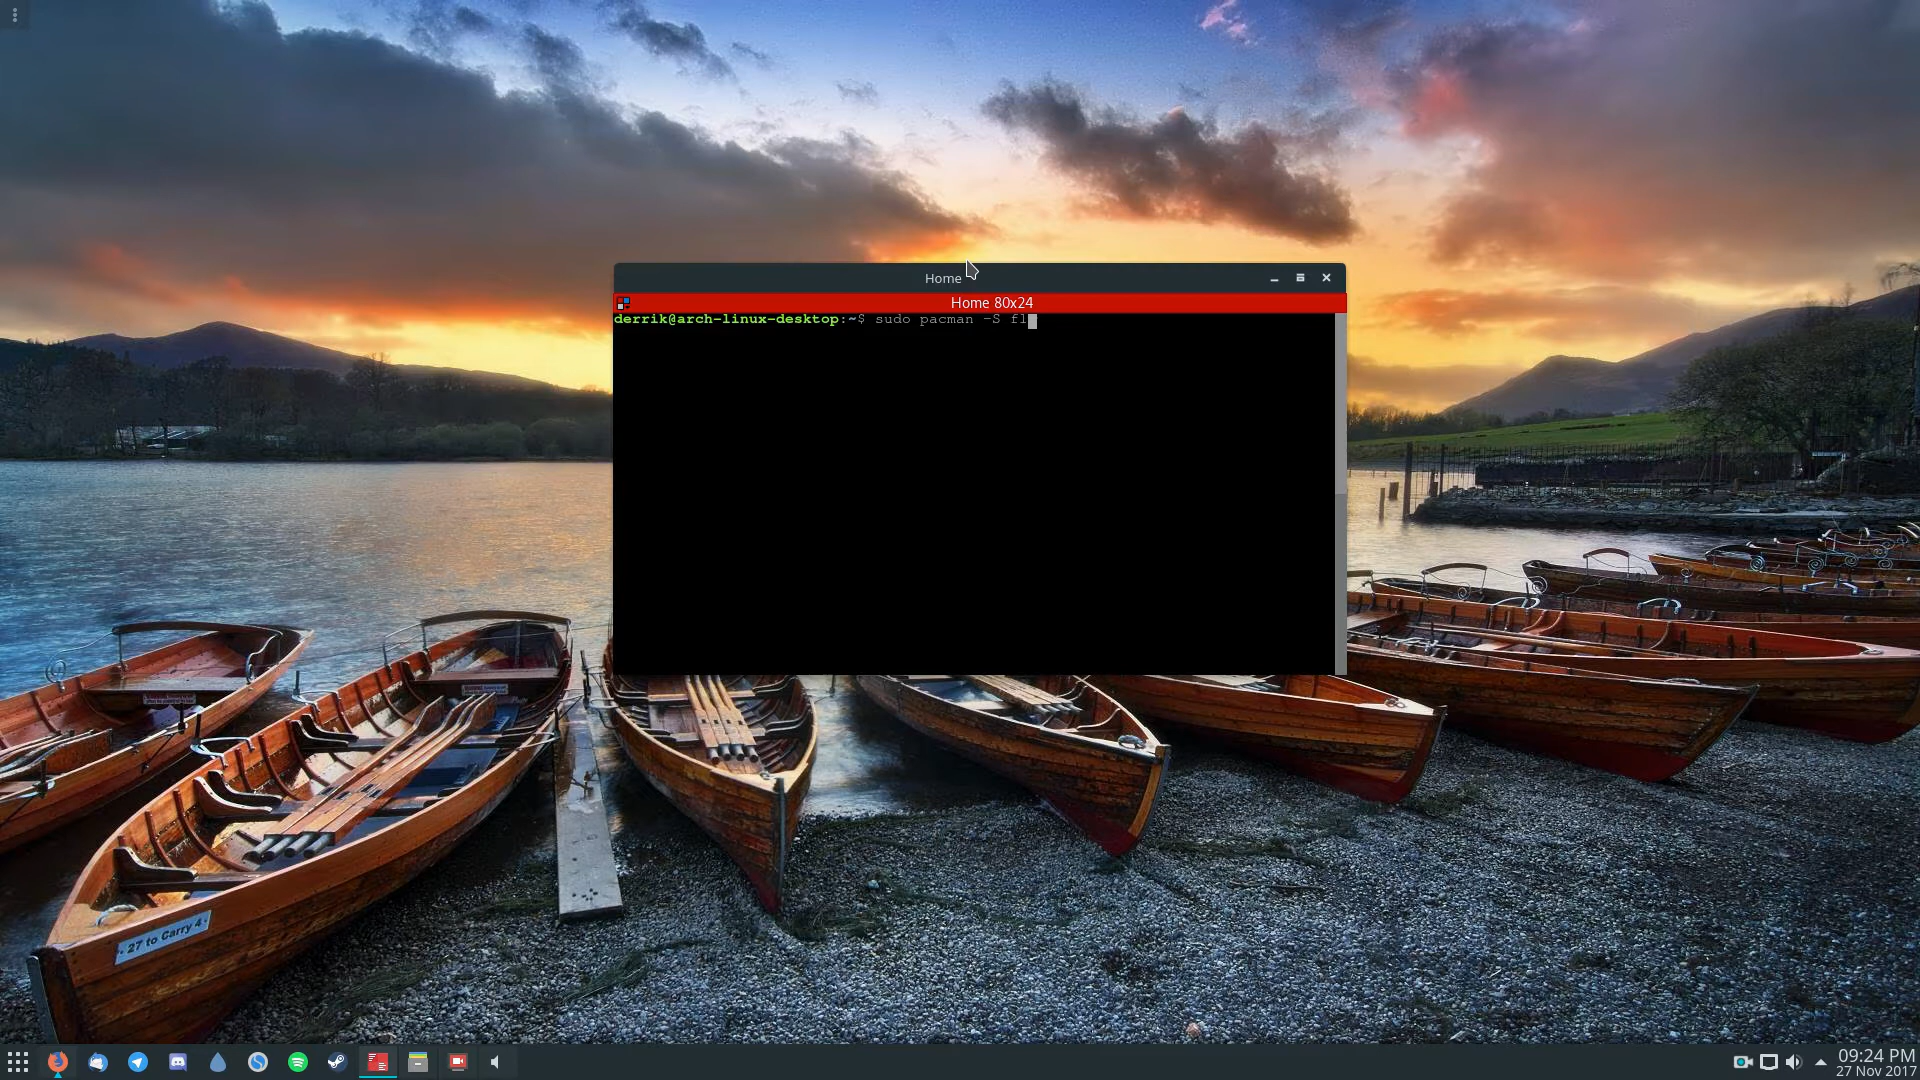 Home
Home 80x24
derrik@arch-linux-desktop:~$ sudo pacman -S fl
27 to Carry 4
09:24 PM
27 Nov 2017